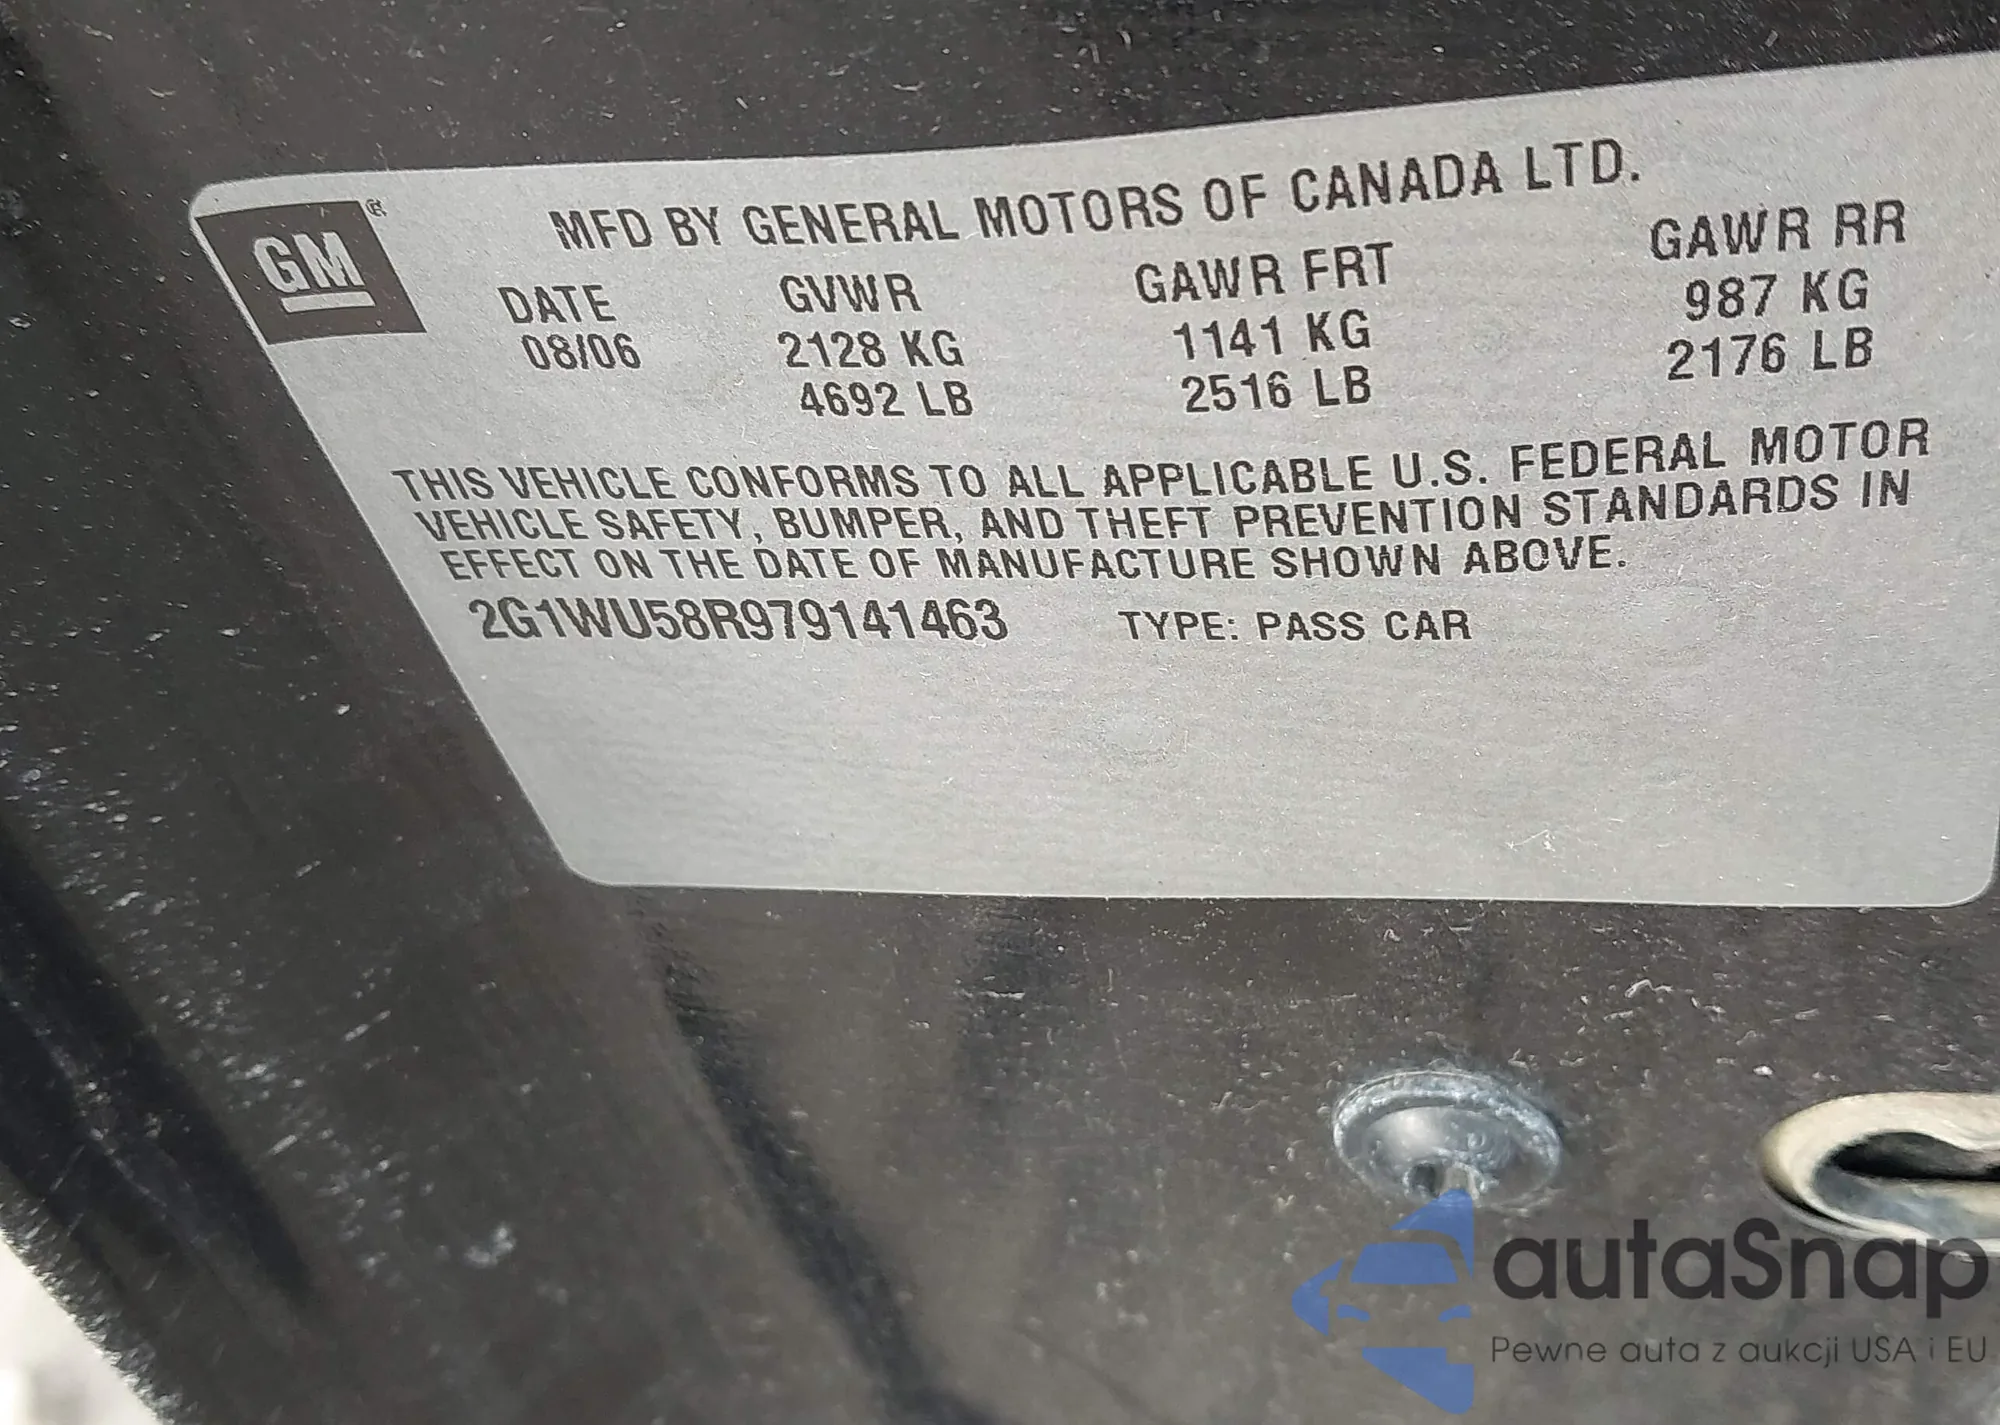 GM®
MFD BY GENERAL MOTORS OF CANADA LTD.
DATE GVWR GAWR FRT GAWR RR
08/06 2128 KG 1141 KG 987 KG
4692 LB 2516 LB 2176 LB
THIS VEHICLE CONFORMS TO ALL APPLICABLE U.S. FEDERAL MOTOR
VEHICLE SAFETY, BUMPER, AND THEFT PREVENTION STANDARDS IN
EFFECT ON THE DATE OF MANUFACTURE SHOWN ABOVE.
2G1WU58R979141463 TYPE: PASS CAR
autaSnap
Pewne auta z aukcji USA i EU